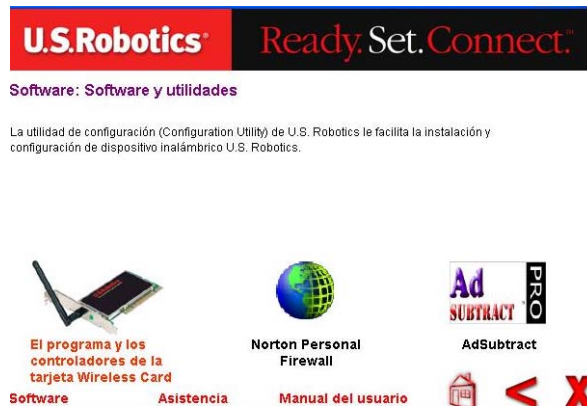 U.S.Robotics® Ready. Set. Connect.™
Software: Software y utilidades
La utilidad de configuración (Configuration Utility) de U.S. Robotics le facilita la instalación y
configuración de dispositivo inalámbrico U.S. Robotics.
Ad
SUBTRACT
PRO
El programa y los
controladores de la
tarjeta Wireless Card
Norton Personal
Firewall
AdSubtract
Software Asistencia Manual del usuario < X